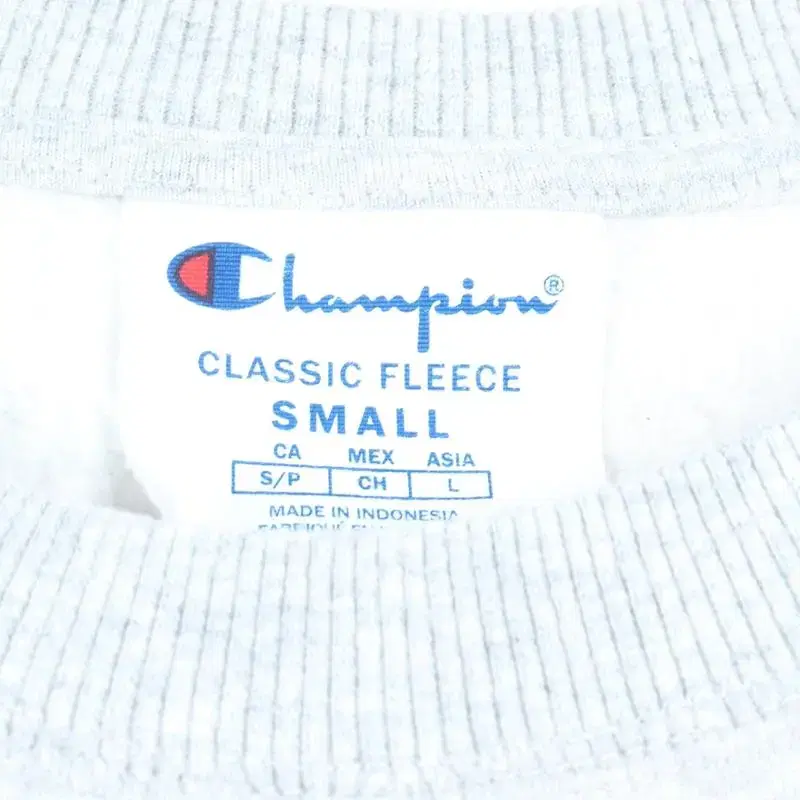 Champion®
CLASSIC FLEECE
SMALL
CA MEX ASIA
S/P CH L
MADE IN INDONESIA